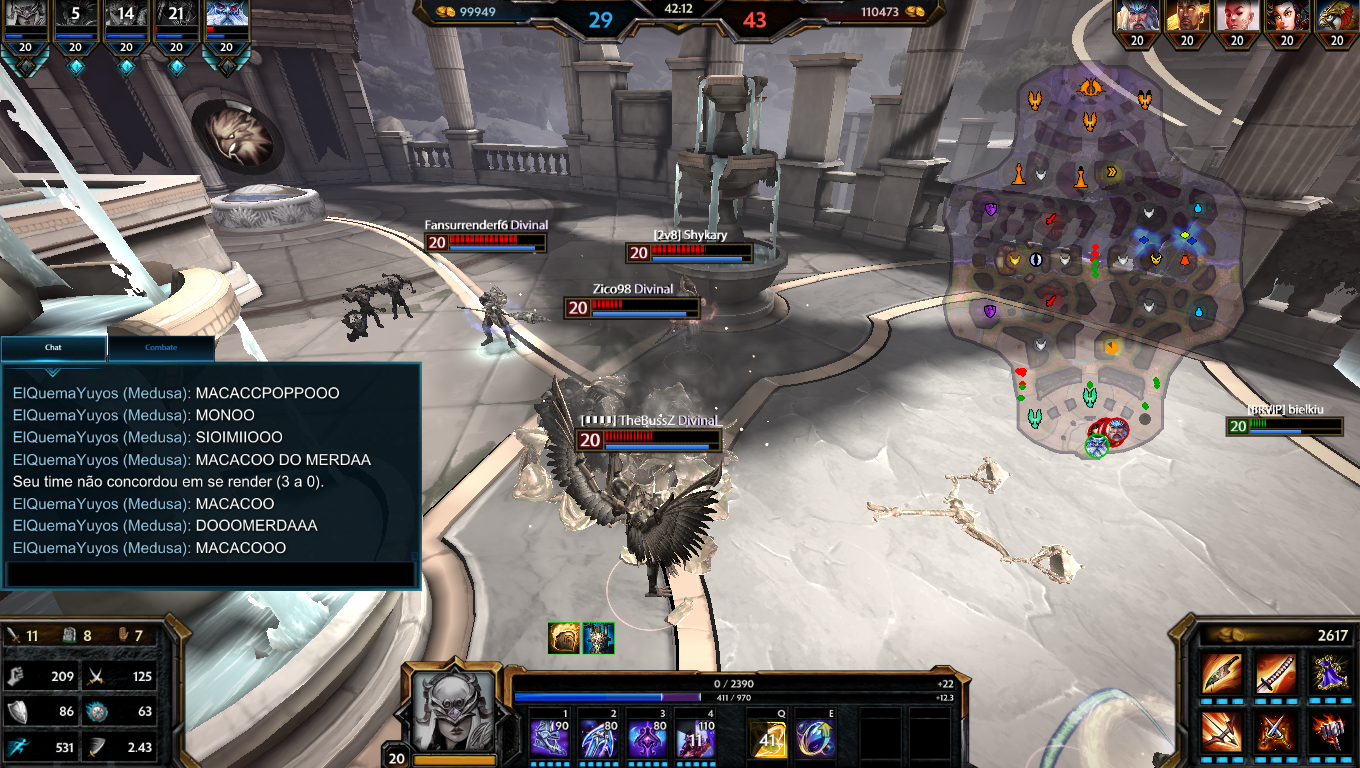 5 14 21
99949 29 42:12 43 110473
20 20 20 20 20
20 20 20 20 20
Fansurrenderf6 Divinal
20
[2v8] Shykary
20
Zico98 Divinal
20
TheBussZ Divinal
20
[BRVIP] bielkiu
20
Chat Combate
ElQuemaYuyos (Medusa): MACACCPOPPOOO
ElQuemaYuyos (Medusa): MONOO
ElQuemaYuyos (Medusa): SIOIMIIOOO
ElQuemaYuyos (Medusa): MACACOO DO MERDAA
Seu time não concordou em se render (3 a 0).
ElQuemaYuyos (Medusa): MACACOO
ElQuemaYuyos (Medusa): DOOOMERDAAA
ElQuemaYuyos (Medusa): MACACOOO
11 8 7
209 125
86 63
531 2.43
0 / 2390 +22
411 / 970 +12.3
1 2 3 4 Q E
90 80 80 110
11 41
20
2617